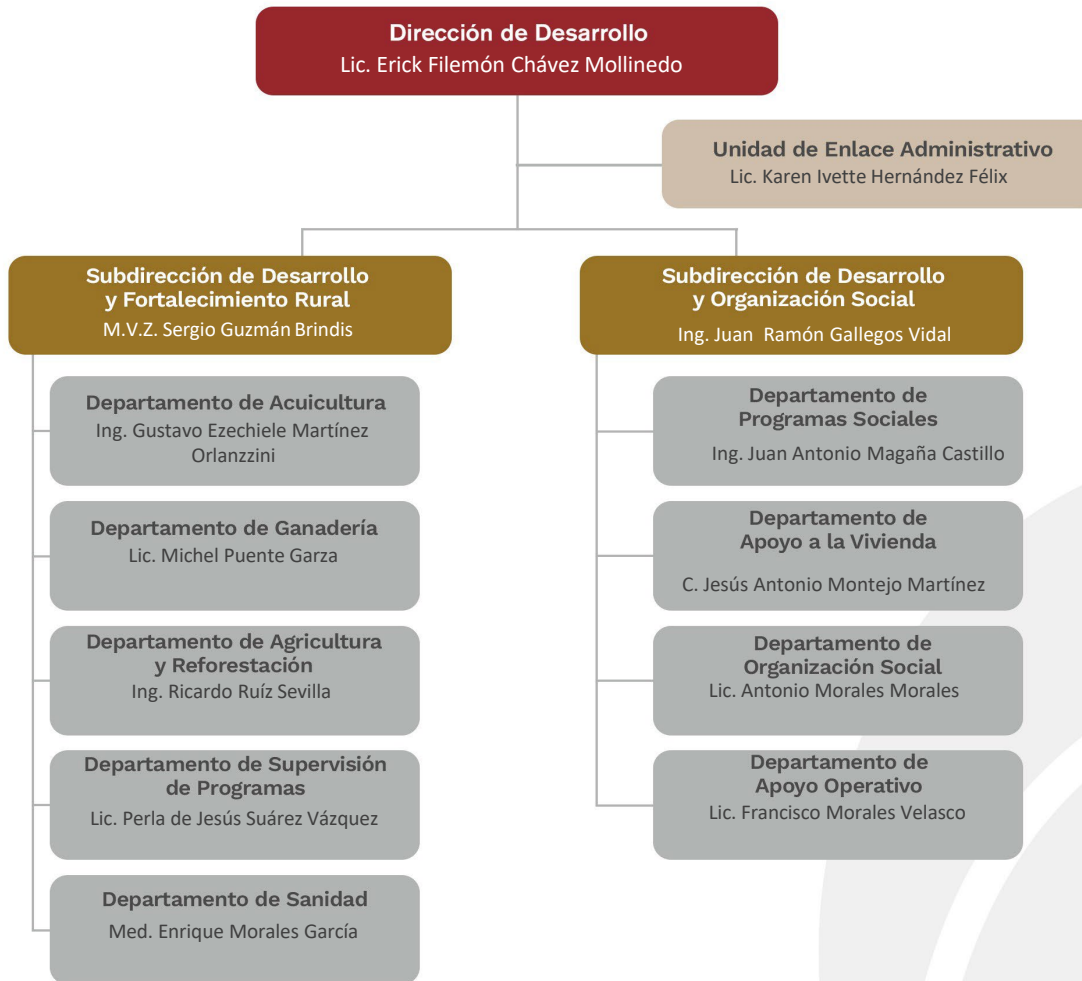 Dirección de Desarrollo
Lic. Erick Filemón Chávez Mollinedo
Unidad de Enlace Administrativo
Lic. Karen Ivette Hernández Félix
Subdirección de Desarrollo
y Fortalecimiento Rural
M.V.Z. Sergio Guzmán Brindis
Departamento de Acuicultura
Ing. Gustavo Ezechiele Martínez
Orlanzzini
Departamento de Ganadería
Lic. Michel Puente Garza
Departamento de Agricultura
y Reforestación
Ing. Ricardo Ruíz Sevilla
Departamento de Supervisión
de Programas
Lic. Perla de Jesús Suárez Vázquez
Departamento de Sanidad
Med. Enrique Morales García
Subdirección de Desarrollo
y Organización Social
Ing. Juan Ramón Gallegos Vidal
Departamento de
Programas Sociales
Ing. Juan Antonio Magaña Castillo
Departamento de
Apoyo a la Vivienda
C. Jesús Antonio Montejo Martínez
Departamento de
Organización Social
Lic. Antonio Morales Morales
Departamento de
Apoyo Operativo
Lic. Francisco Morales Velasco